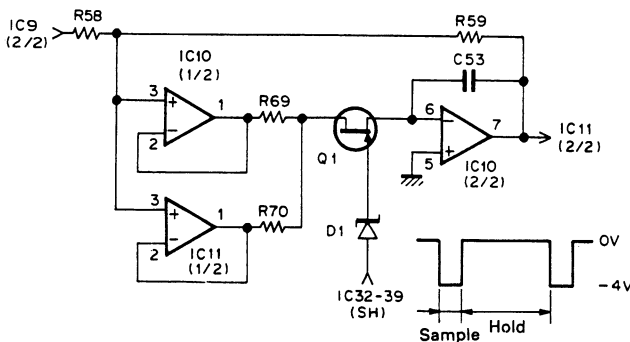 R58
R59
IC9
(2/2)
C53
IC10
(1/2)
3
+
1
R69
−
2
6
−
7
IC11
(2/2)
Q1
5
+
IC10
(2/2)
3
+
1
R70
−
2
IC11
(1/2)
D1
0V
−4V
IC32-39
(SH)
Sample
Hold